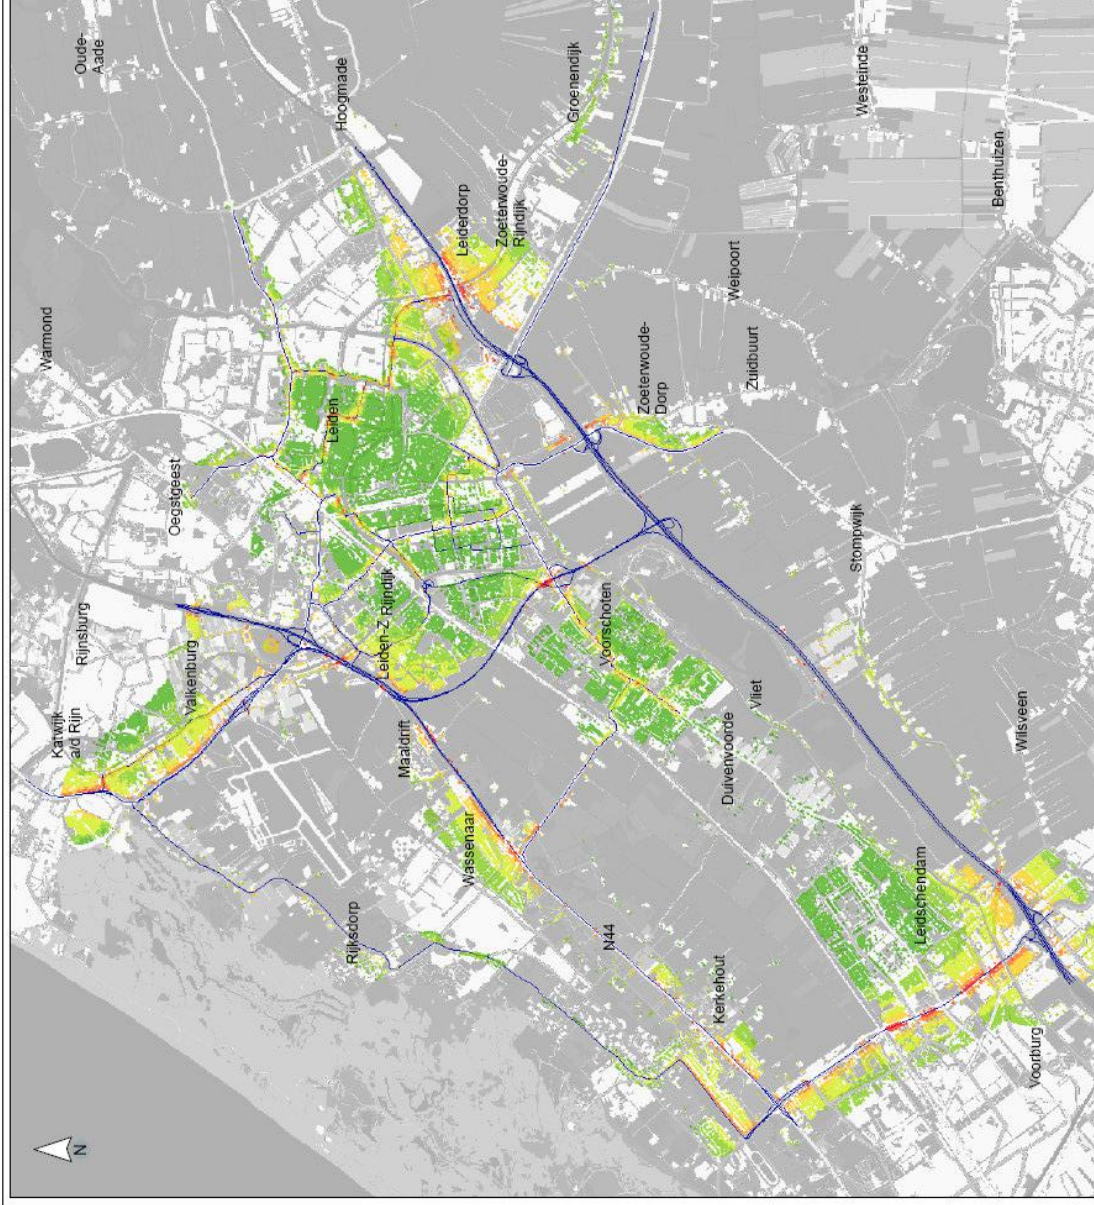 Oude-
Aade
Hoogmade
Groenendijk
Westeinde
Benthuizen
Warmond
Leiderdorp
Zoeterwoude-
Rijndijk
Weipoort
Zuidbuurt
Oegstgeest
Leiden
Zoeterwoude-
Dorp
Stompwijk
Rijnsburg
Valkenburg
Katwijk
a/d Rijn
Leiden-Z
Rijndijk
Voorschoten
Vliet
Duivenvoorde
Wilsveen
Maaldrift
Wassenaar
Rijksdorp
N44
Kerkehout
Leidschendam
Voorburg
N